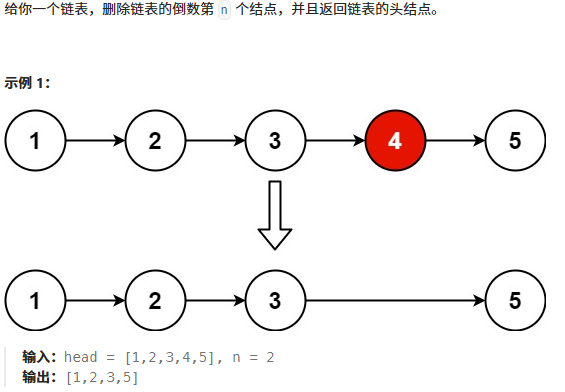 给你一个链表，删除链表的倒数第 n 个结点，并且返回链表的头结点。
示例 1：
1 2 3 4 5
1 2 3 5
输入：head = [1,2,3,4,5], n = 2
输出：[1,2,3,5]